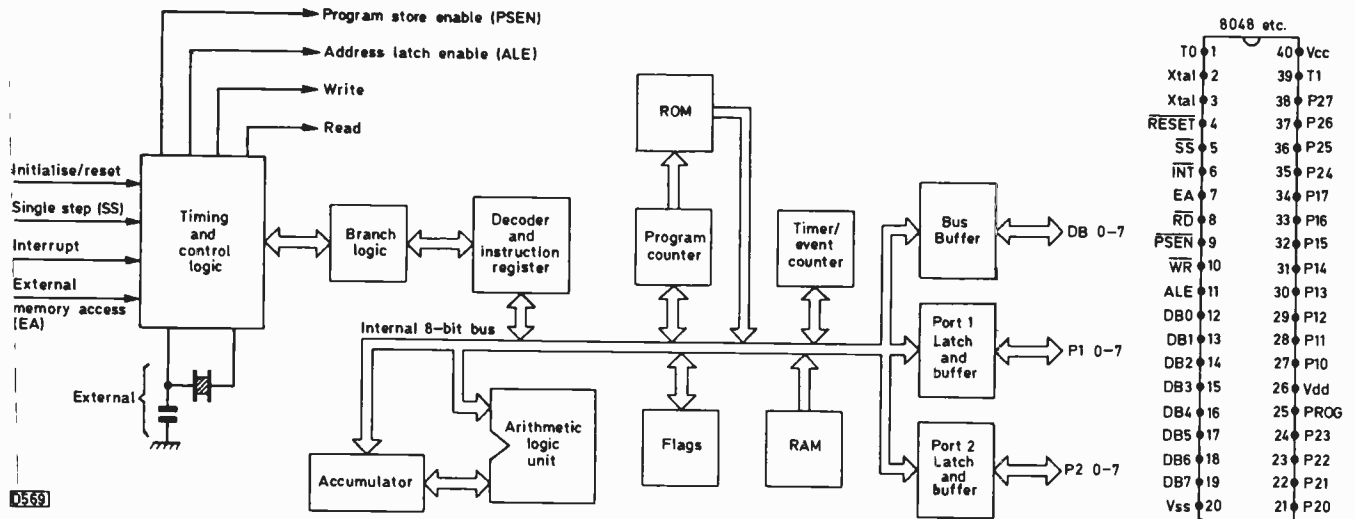 Program store enable (PSEN)
Address latch enable (ALE)
Write
Read
Initialise/reset
Single step (SS)
Interrupt
External
memory access
(EA)
Timing
and
control
logic
External
Branch
logic
Decoder
and
instruction
register
ROM
Program
counter
Timer/
event
counter
Internal 8-bit bus
Accumulator
Arithmetic
logic
unit
Flags
RAM
Bus
Buffer
DB 0-7
Port 1
Latch
and
buffer
P1 0-7
Port 2
Latch
and
buffer
P2 0-7
D569
8048 etc.
T0 1 40 Vcc
Xtal 2 39 T1
Xtal 3 38 P27
RESET 4 37 P26
SS 5 36 P25
INT 6 35 P24
EA 7 34 P17
RD 8 33 P16
PSEN 9 32 P15
WR 10 31 P14
ALE 11 30 P13
DB0 12 29 P12
DB1 13 28 P11
DB2 14 27 P10
DB3 15 26 Vdd
DB4 16 25 PROG
DB5 17 24 P23
DB6 18 23 P22
DB7 19 22 P21
Vss 20 21 P20